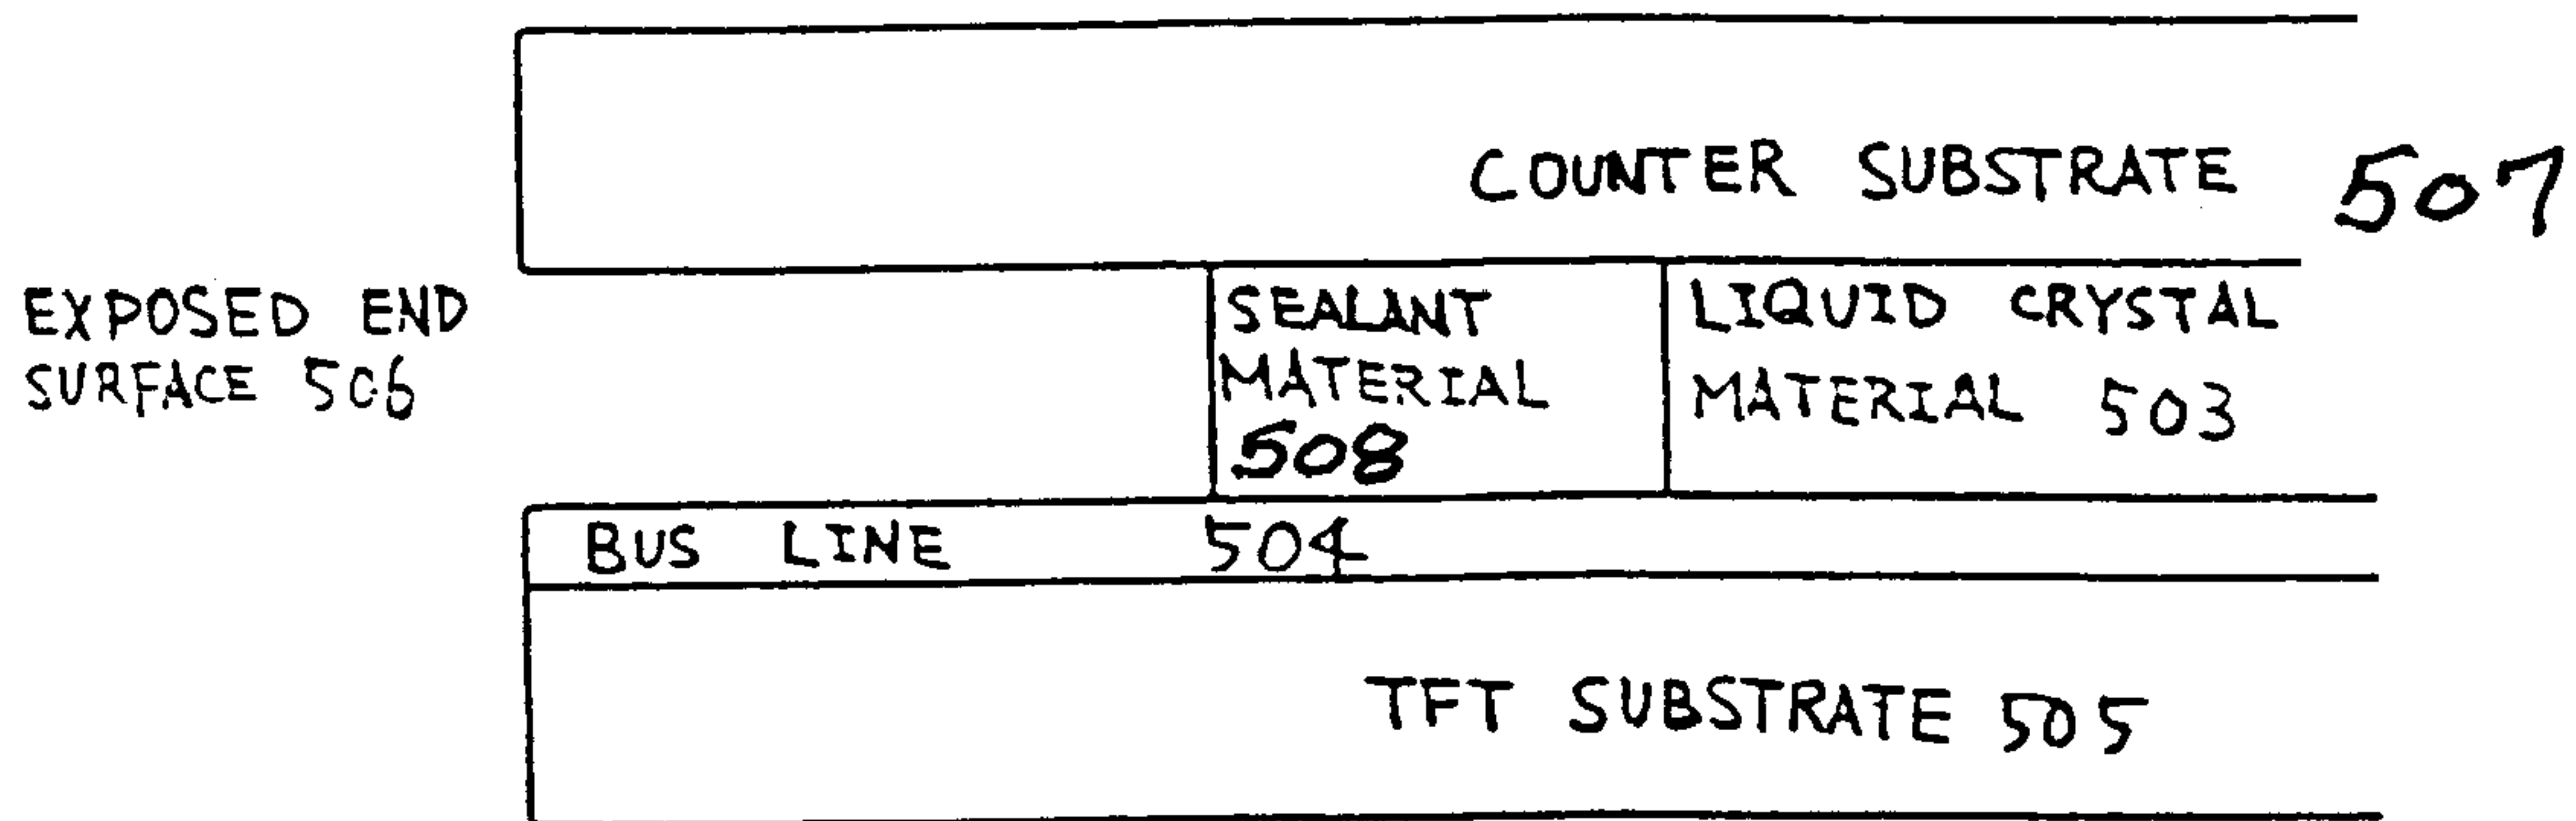 COUNTER SUBSTRATE 507
EXPOSED END
SURFACE 506
SEALANT
MATERIAL
508
LIQUID CRYSTAL
MATERIAL 503
BUS LINE 504
TFT SUBSTRATE 505